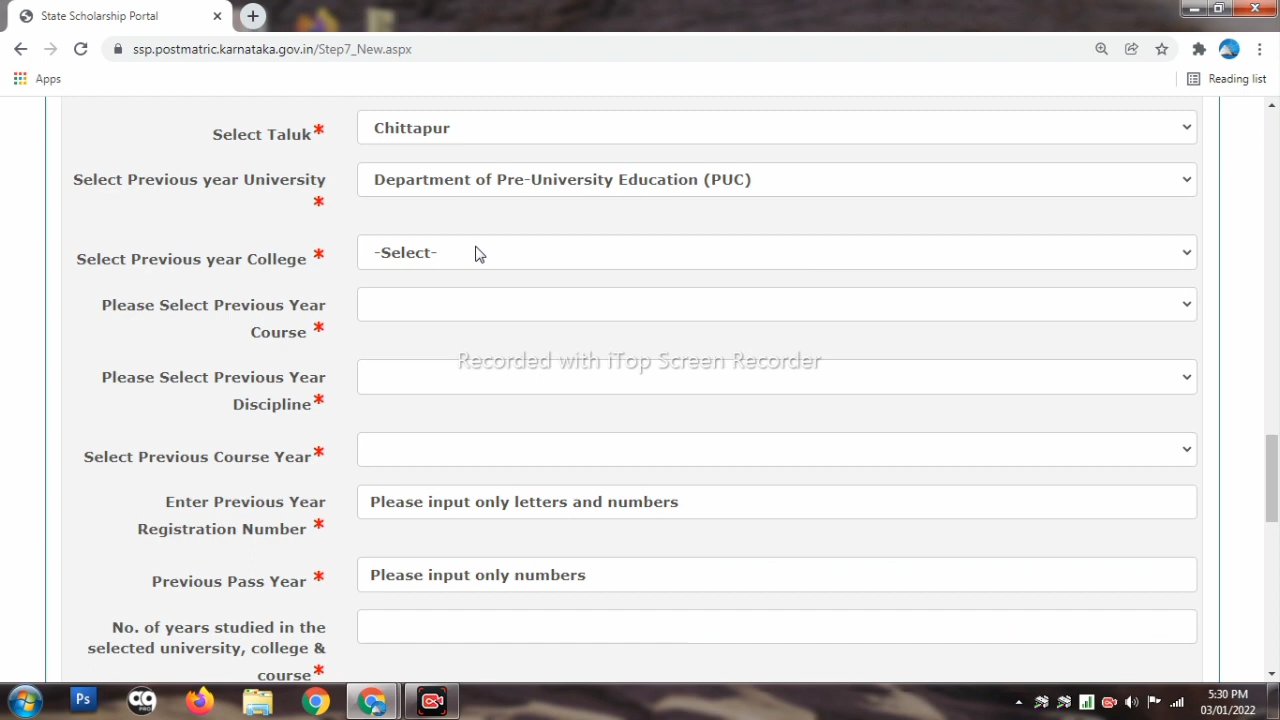 State Scholarship Portal
ssp.postmatric.karnataka.gov.in/Step7_New.aspx
Apps
Reading list
Select Taluk*
Chittapur
Select Previous year University
*
Department of Pre-University Education (PUC)
Select Previous year College *
-Select-
Please Select Previous Year
Course *
Recorded with iTop Screen Recorder
Please Select Previous Year
Discipline*
Select Previous Course Year*
Enter Previous Year
Registration Number *
Please input only letters and numbers
Previous Pass Year *
Please input only numbers
No. of years studied in the
selected university, college &
course*
Ps
PRO
5:30 PM
03/01/2022